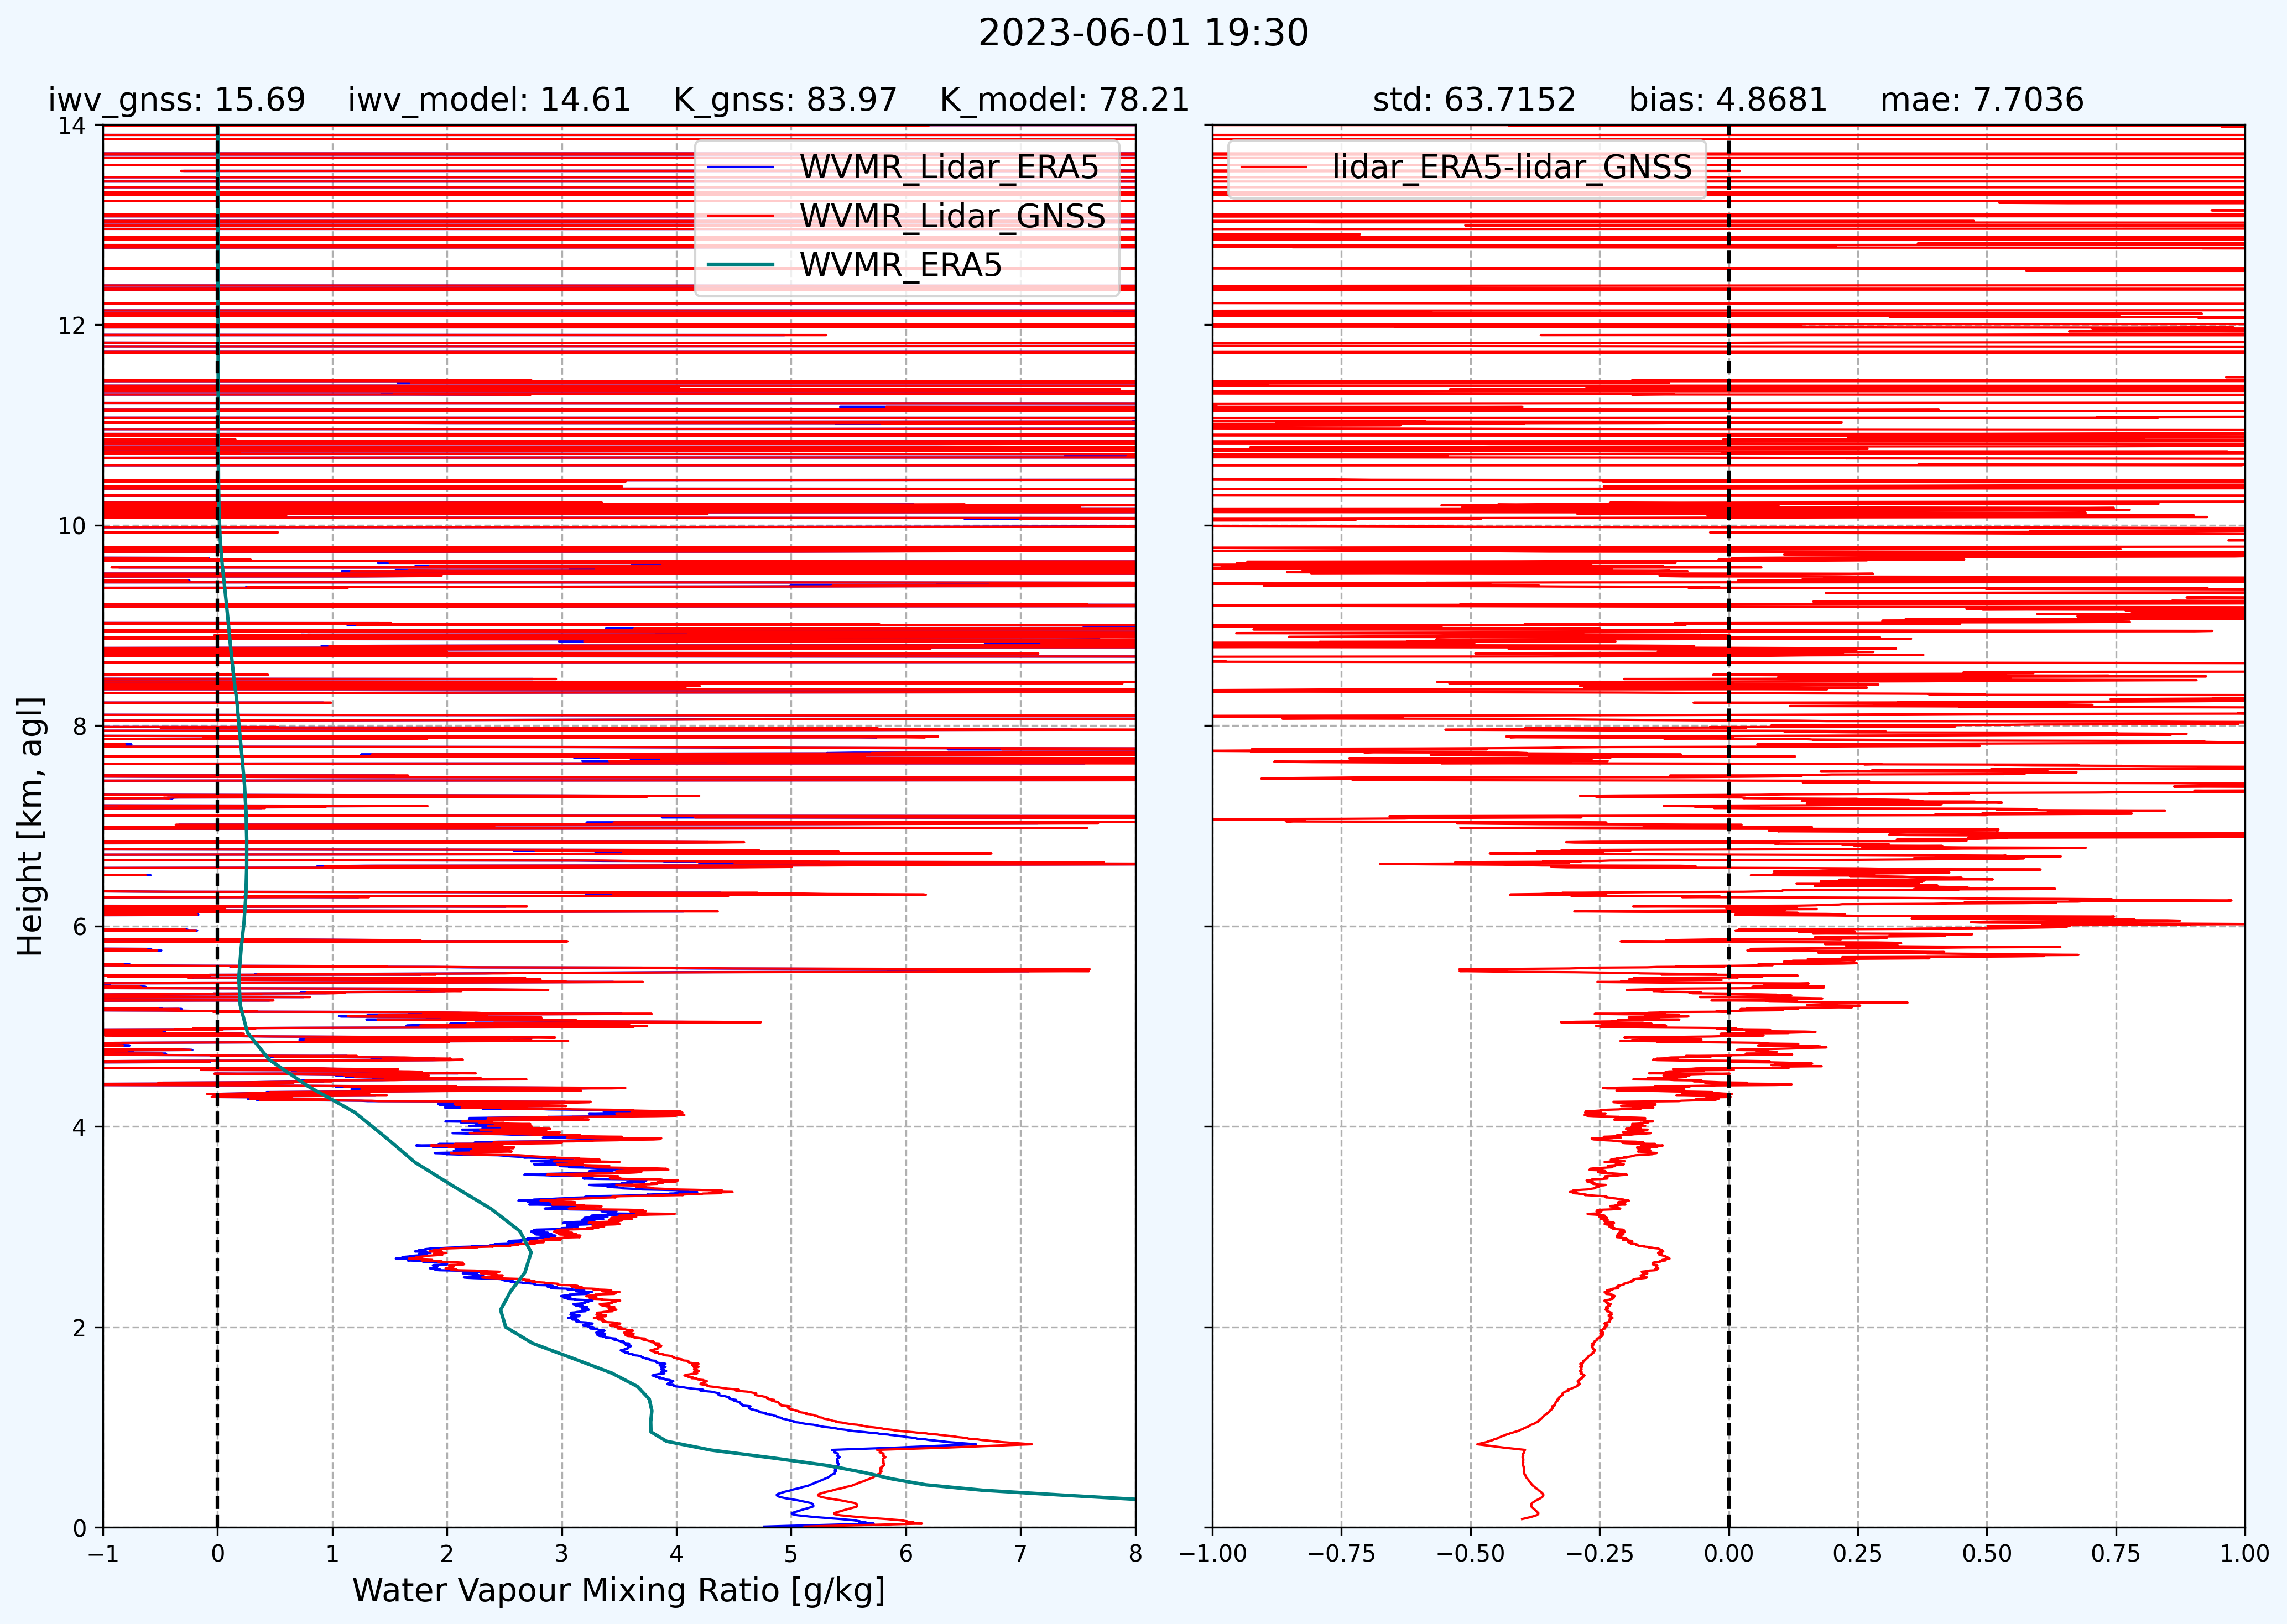 2023-06-01 19:30
iwv_gnss: 15.69 iwv_model: 14.61 K_gnss: 83.97 K_model: 78.21
std: 63.7152 bias: 4.8681 mae: 7.7036
WVMR_Lidar_ERA5
WVMR_Lidar_GNSS
WVMR_ERA5
lidar_ERA5-lidar_GNSS
Height [km, agl]
14
12
10
8
6
4
2
0
−1 0 1 2 3 4 5 6 7 8
Water Vapour Mixing Ratio [g/kg]
−1.00 −0.75 −0.50 −0.25 0.00 0.25 0.50 0.75 1.00